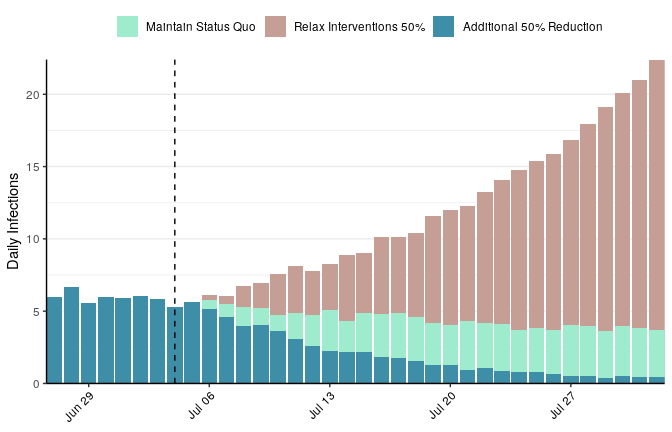 Maintain Status Quo Relax Interventions 50% Additional 50% Reduction
Daily Infections
20
15
10
5
0
Jun 29 Jul 06 Jul 13 Jul 20 Jul 27